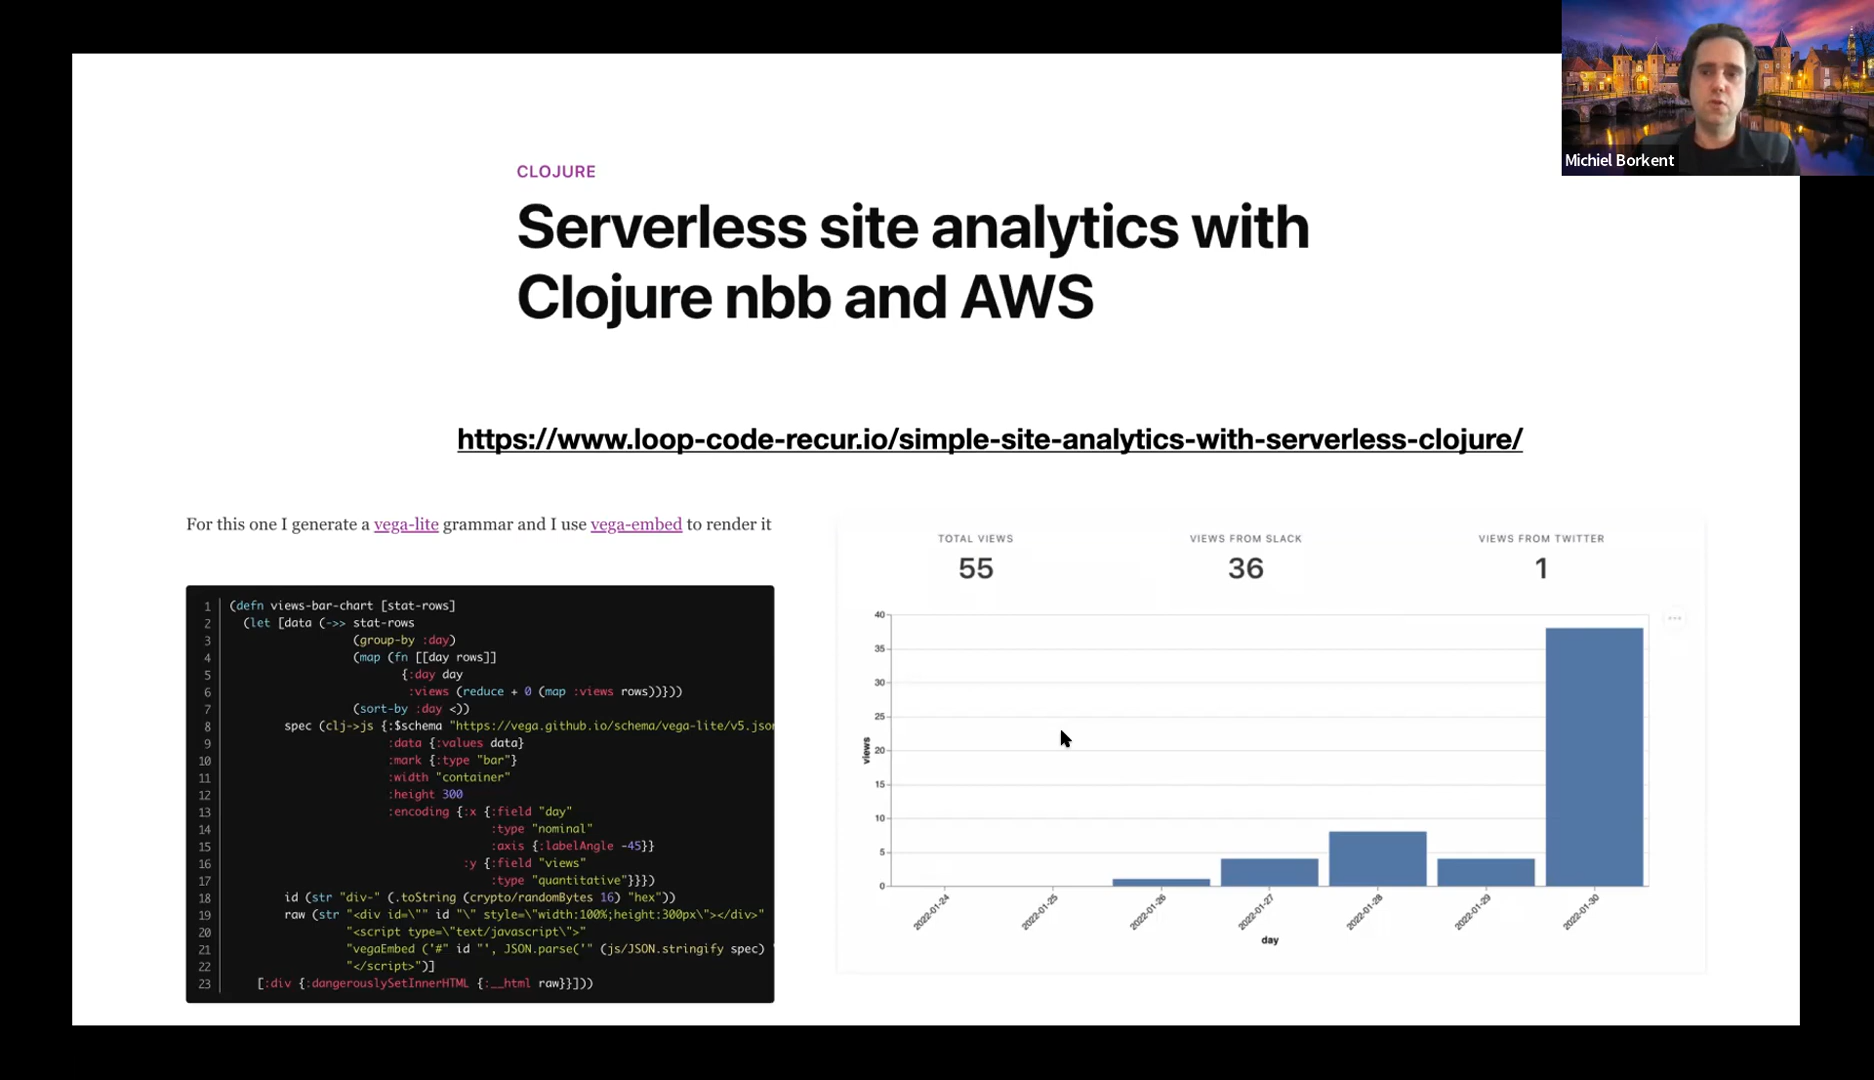 CLOJURE
Serverless site analytics with
Clojure nbb and AWS
https://www.loop-code-recur.io/simple-site-analytics-with-serverless-clojure/
Michiel Borkent
For this one I generate a vega-lite grammar and I use vega-embed to render it
1 (defn views-bar-chart [stat-rows]
2 (let [data (->> stat-rows
3 (group-by :day)
4 (map (fn [[day rows]]
5 {:day day
6 :views (reduce + 0 (map :views rows))}))
7 (sort-by :day <))
8 spec (clj->js {:$schema "https://vega.github.io/schema/vega-lite/v5.json
9 :data {:values data}
10 :mark {:type "bar"}
11 :width "container"
12 :height 300
13 :encoding {:x {:field "day"
14 :type "nominal"
15 :axis {:labelAngle -45}}
16 :y {:field "views"
17 :type "quantitative"}}})
18 id (str "div-" (.toString (crypto/randomBytes 16) "hex"))
19 raw (str "<div id=\"" id "\" style=\"width:100%;height:300px\"></div>"
20 "<script type=\"text/javascript\">"
21 "vegaEmbed ('#" id "', JSON.parse('" (js/JSON.stringify spec) "
22 "</script>")]
23 [:div {:dangerouslySetInnerHTML {:__html raw}}]))
TOTAL VIEWS
55
VIEWS FROM SLACK
36
VIEWS FROM TWITTER
1
40
35
30
25
20
15
10
5
0
views
2022-01-24
2022-01-25
2022-01-26
2022-01-27
2022-01-28
2022-01-29
2022-01-30
day